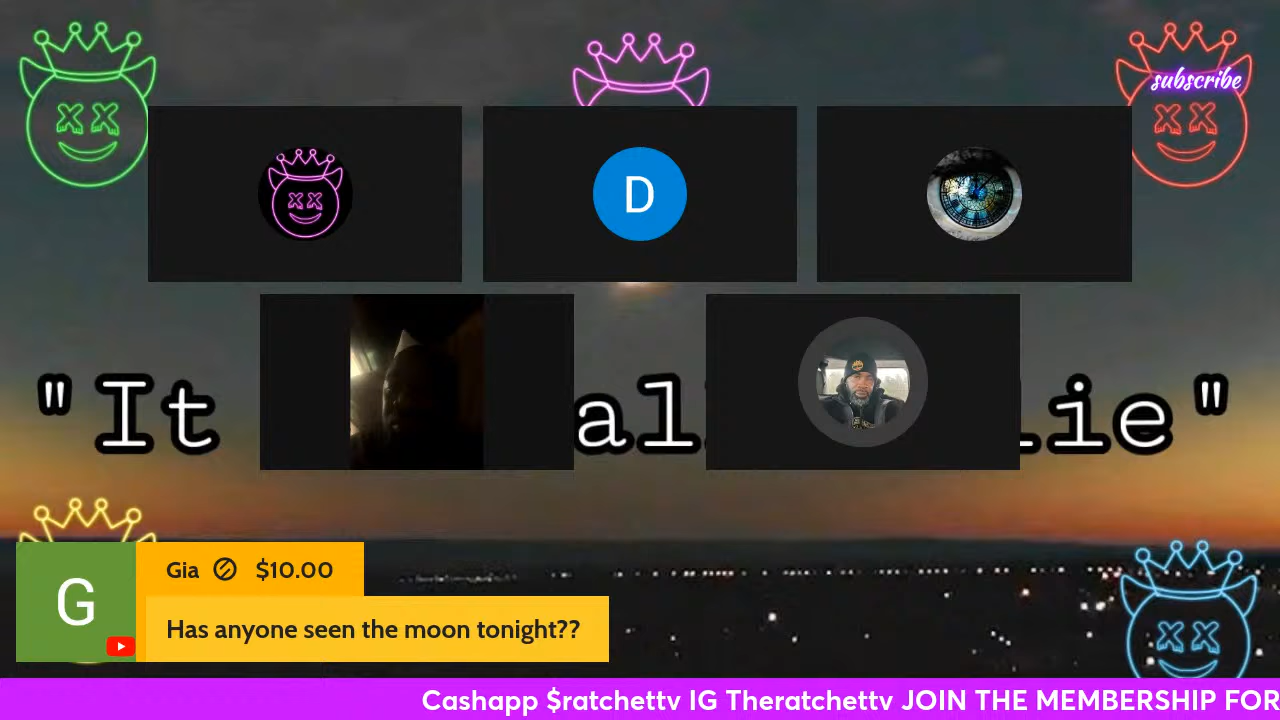 subscribe
D
"It al ie"
G
Gia $10.00
Has anyone seen the moon tonight??
Cashapp $ratchettv IG Theratchettv JOIN THE MEMBERSHIP FOR